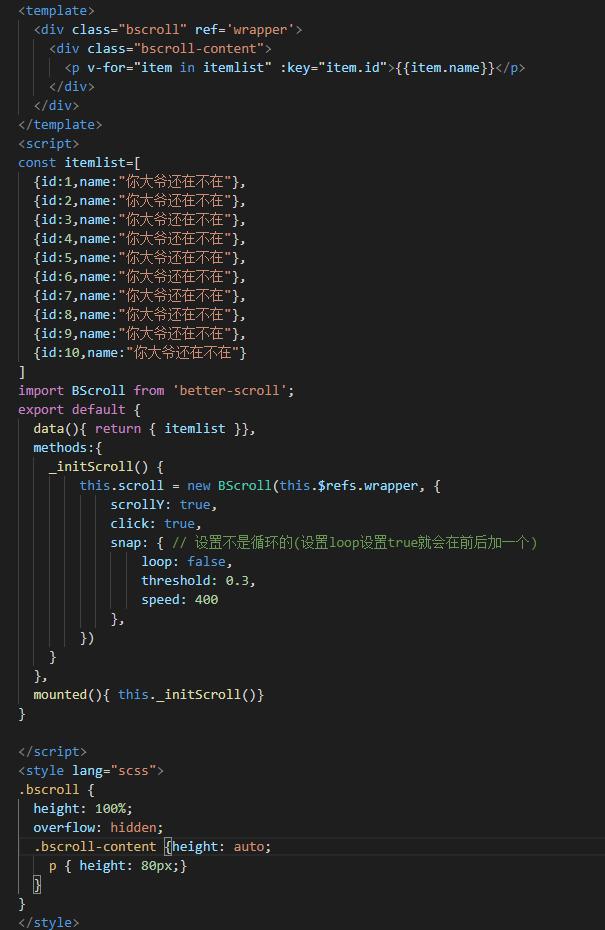 <template>
  <div class="bscroll" ref='wrapper'>
    <div class="bscroll-content">
      <p v-for="item in itemlist" :key="item.id">{{item.name}}</p>
    </div>
  </div>
</template>
<script>
const itemlist=[
  {id:1,name:"你大爷还在不在"},
  {id:2,name:"你大爷还在不在"},
  {id:3,name:"你大爷还在不在"},
  {id:4,name:"你大爷还在不在"},
  {id:5,name:"你大爷还在不在"},
  {id:6,name:"你大爷还在不在"},
  {id:7,name:"你大爷还在不在"},
  {id:8,name:"你大爷还在不在"},
  {id:9,name:"你大爷还在不在"},
  {id:10,name:"你大爷还在不在"}
]
import BScroll from 'better-scroll';
export default {
  data(){ return { itemlist }},
  methods:{
    _initScroll() {
        this.scroll = new BScroll(this.$refs.wrapper, {
            scrollY: true,
            click: true,
            snap: { // 设置不是循环的(设置loop设置true就会在前后加一个)
                loop: false,
                threshold: 0.3,
                speed: 400
            },
        })
    }
  },
  mounted(){ this._initScroll()}
}
</script>
<style lang="scss">
.bscroll {
  height: 100%;
  overflow: hidden;
  .bscroll-content {height: auto;
    p { height: 80px;}
  }
}
</style>